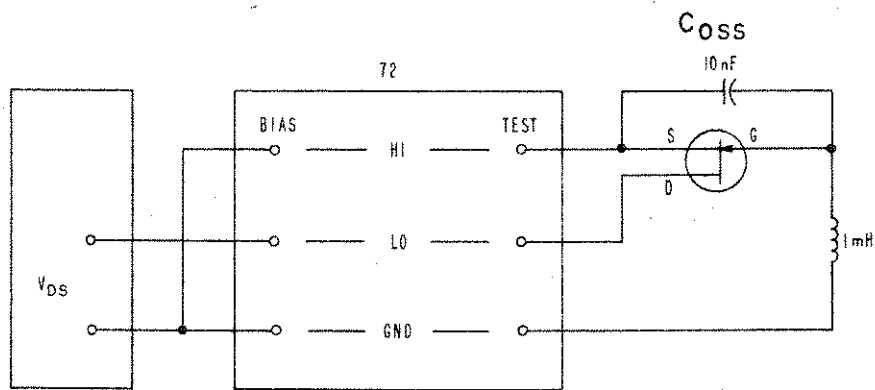 COSS
10nF
72
BIAS
TEST
HI
S
G
D
LO
1mH
VDS
GND